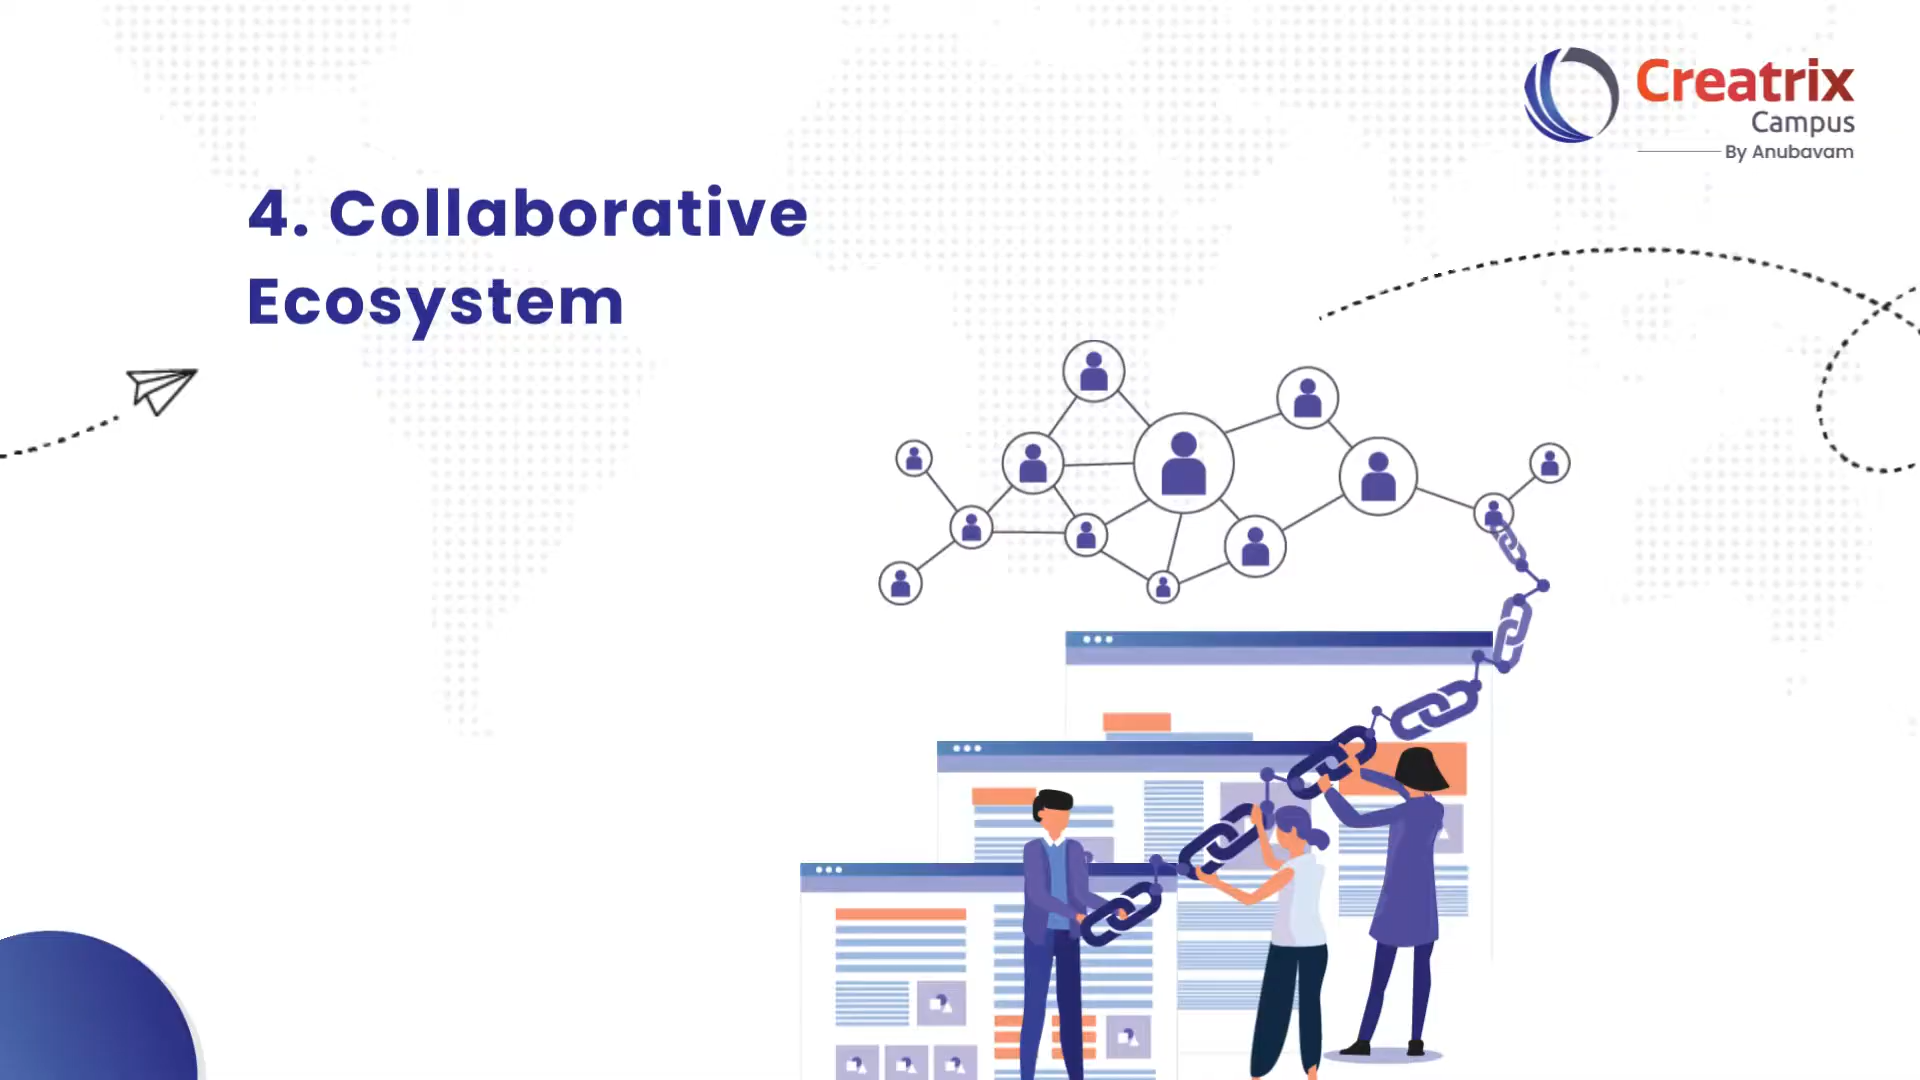 Creatrix
Campus
By Anubavam
4. Collaborative
Ecosystem